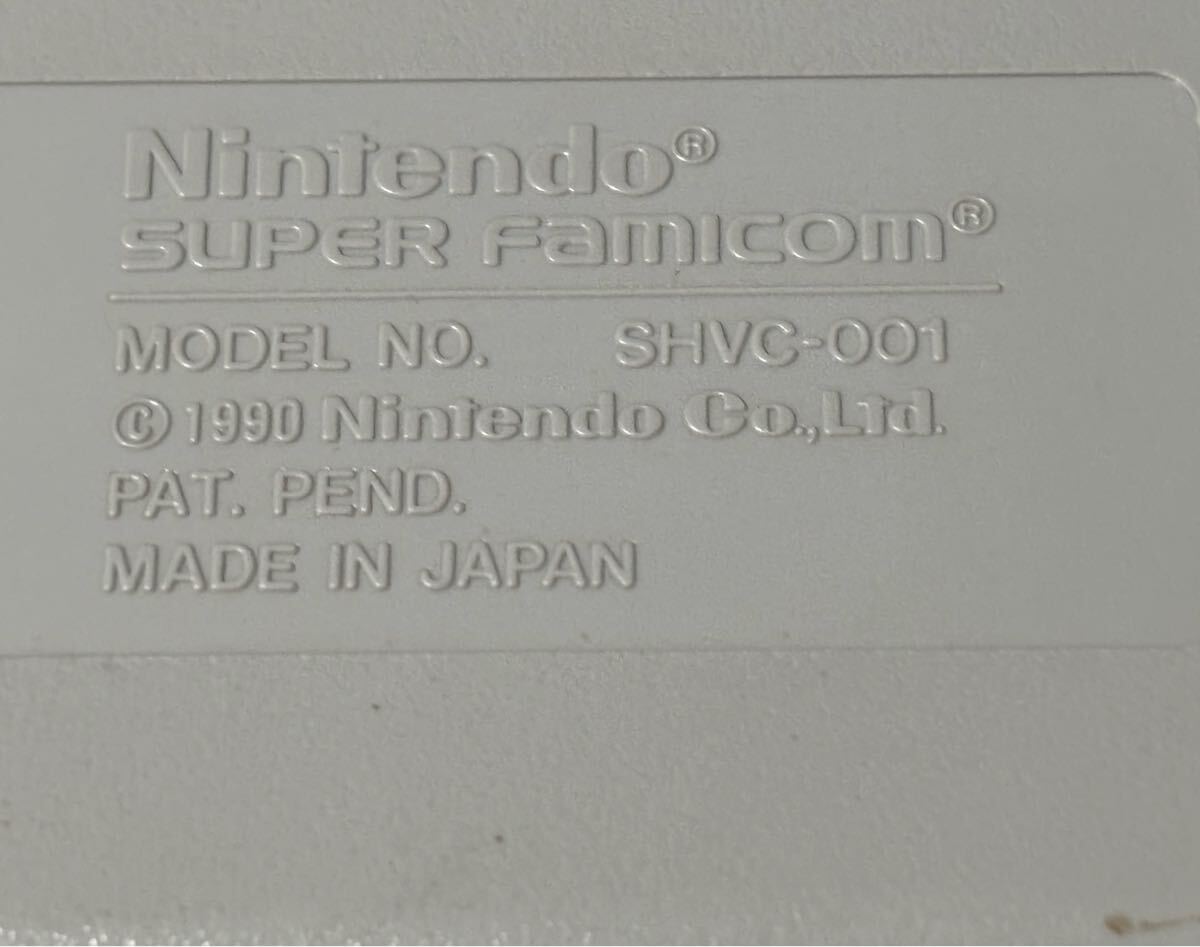 Nintendo®
SUPER Famicom®
MODEL NO. SHVC-001
© 1990 Nintendo Co.,Ltd.
PAT. PEND.
MADE IN JAPAN